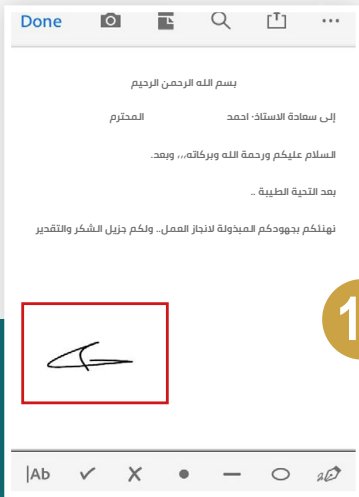 Done
بسم الله الرحمن الرحيم
إلى سعادة الاستاذ· احمد المحترم
السلام عليكم ورحمة الله وبركاته,,, وبعد.
بعد التحية الطيبة ..
نهنئكم بجهودكم المبذولة لانجاز العمل.. ولكم جزيل الشكر والتقدير
1
|Ab